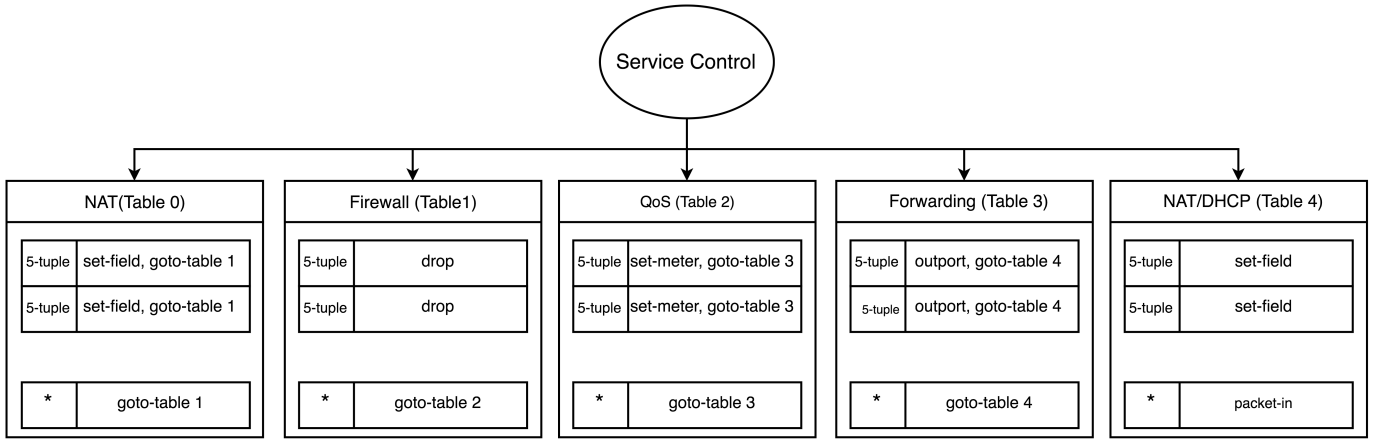 Service Control
NAT(Table 0)
5-tuple set-field, goto-table 1
5-tuple set-field, goto-table 1
* goto-table 1
Firewall (Table1)
5-tuple drop
5-tuple drop
* goto-table 2
QoS (Table 2)
5-tuple set-meter, goto-table 3
5-tuple set-meter, goto-table 3
* goto-table 3
Forwarding (Table 3)
5-tuple outport, goto-table 4
5-tuple outport, goto-table 4
* goto-table 4
NAT/DHCP (Table 4)
5-tuple set-field
5-tuple set-field
* packet-in